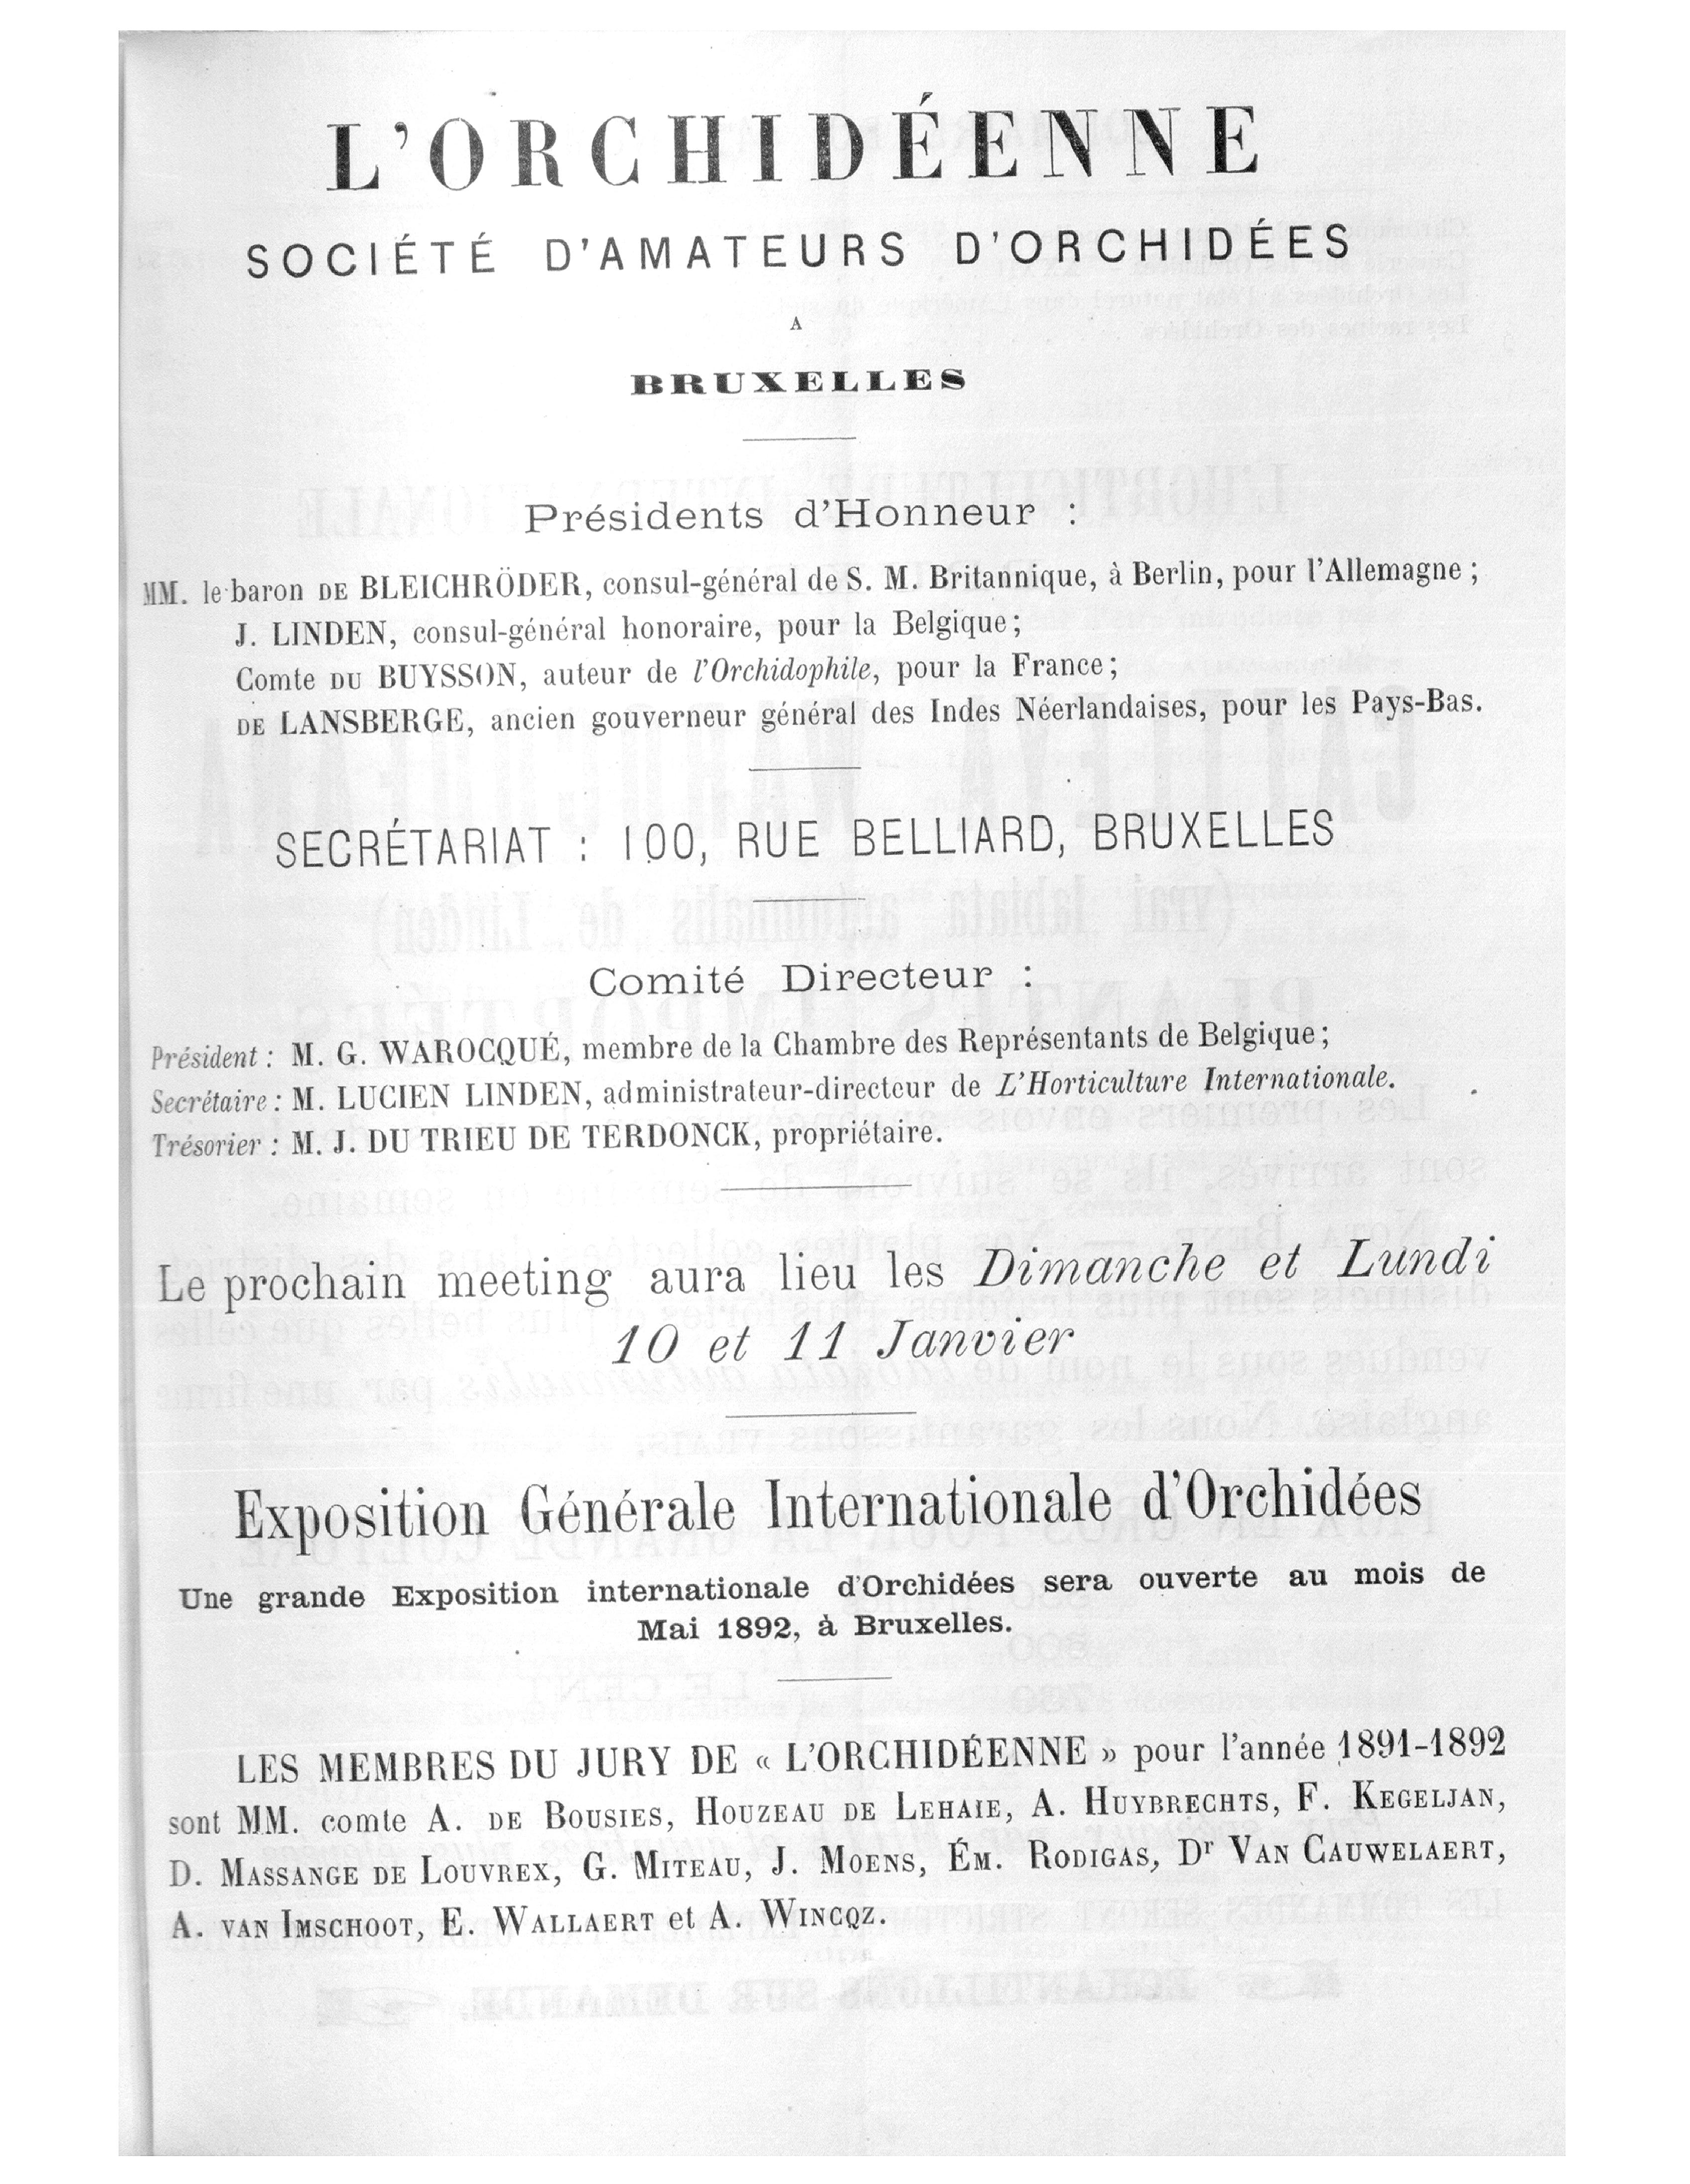 L'ORCHIDÉENNE
SOCIÉTÉ D'AMATEURS D'ORCHIDÉES
A
BRUXELLES
Présidents d'Honneur :
MM. le baron DE BLEICHRÖDER, consul-général de S. M. Britannique, à Berlin, pour l'Allemagne ;
J. LINDEN, consul-général honoraire, pour la Belgique ;
Comte DU BUYSSON, auteur de l'Orchidophile, pour la France ;
DE LANSBERGE, ancien gouverneur général des Indes Néerlandaises, pour les Pays-Bas.
SECRÉTARIAT : 100, RUE BELLIARD, BRUXELLES
Comité Directeur :
Président : M. G. WAROCQUÉ, membre de la Chambre des Représentants de Belgique ;
Secrétaire : M. LUCIEN LINDEN, administrateur-directeur de L'Horticulture Internationale.
Trésorier : M. J. DU TRIEU DE TERDONCK, propriétaire.
Le prochain meeting aura lieu les Dimanche et Lundi
10 et 11 Janvier
Exposition Générale Internationale d'Orchidées
Une grande Exposition internationale d'Orchidées sera ouverte au mois de
Mai 1892, à Bruxelles.
LES MEMBRES DU JURY DE « L'ORCHIDÉENNE » pour l'année 1891-1892
sont MM. comte A. DE BOUSIES, HOUZEAU DE LEHAIE, A. HUYBRECHTS, F. KEGELJAN,
D. MASSANGE DE LOUVREX, G. MITEAU, J. MOENS, ÉM. RODIGAS, Dr VAN CAUWELAERT,
A. VAN IMSCHOOT, E. WALLAERT et A. WINCQZ.